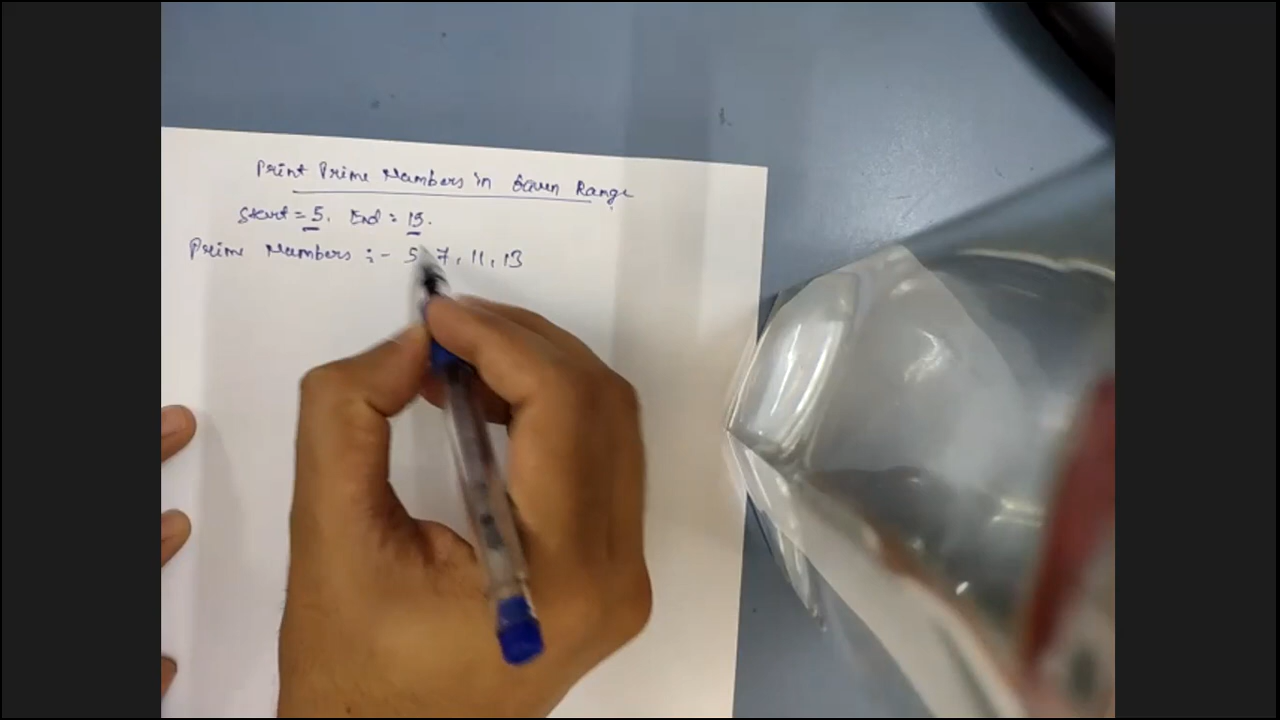 Print Prime Numbers in Given Range
Start = 5, End = 15.
Prime Numbers :- 5, 7, 11, 13